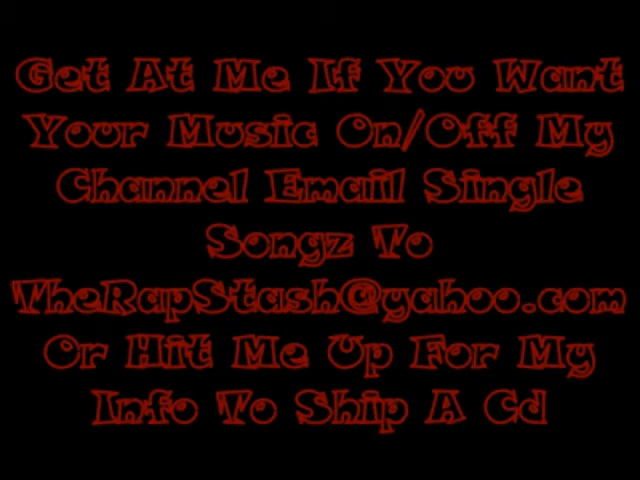 Get At Me If You Want
Your Music On/Off My
Channel Email Single
Songz To
TheRapStash@yahoo.com
Or Hit Me Up For My
Info To Ship A Cd